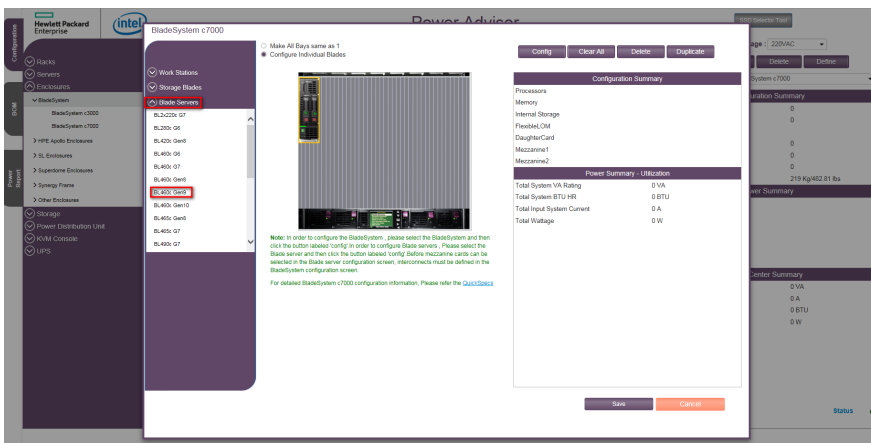 Hewlett Packard
Enterprise
intel
Power Advisor
SSD Selector Tool
Configuration
BOM
Power
Report
Racks
Servers
Enclosures
BladeSystem
BladeSystem c3000
BladeSystem c7000
HPE Apollo Enclosures
SL Enclosures
Superdome Enclosures
Synergy Frame
Other Enclosures
Storage
Power Distribution Unit
KVM Console
UPS
BladeSystem c7000
Work Stations
Storage Blades
Blade Servers
BL2x220c G7
BL280c G6
BL420c Gen8
BL460c G6
BL460c G7
BL460c Gen8
BL460c Gen9
BL460c Gen10
BL465c Gen8
BL465c G7
BL490c G7
Make All Bays same as 1
Configure Individual Blades
Note: In order to configure the BladeSystem , please select the BladeSystem and then
click the button labeled 'config'.In order to configure Blade servers , Please select the
Blade server and then click the button labeled 'config'.Before mezzanine cards can be
selected in the Blade server configuration screen, interconnects must be defined in the
BladeSystem configuration screen.
For detailed BladeSystem c7000 configuration information, Please refer the QuickSpecs
Config Clear All Delete Duplicate
Configuration Summary
Processors
Memory
Internal Storage
FlexibleLOM
DaughterCard
Mezzanine1
Mezzanine2
Power Summary - Utilization
Total System VA Rating 0 VA
Total System BTU HR 0 BTU
Total Input System Current 0 A
Total Wattage 0 W
Save Cancel
age : 220VAC
Delete Define
System c7000
uration Summary
0
0
0
0
0
219 Kg/482.81 lbs
wer Summary
Center Summary
0 VA
0 A
0 BTU
0 W
Status